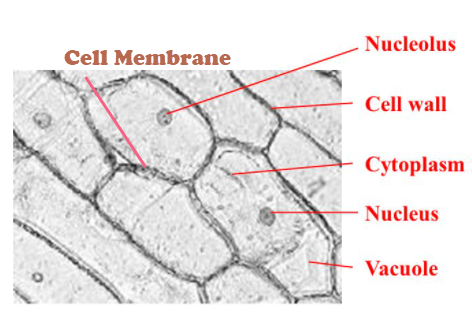 Nucleolus
Cell Membrane
Cell wall
Cytoplasm
Nucleus
Vacuole